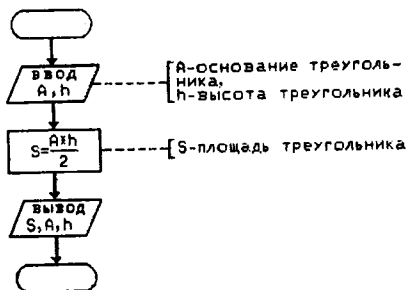 ВВОД
A-основание треуголь-
ника,
A,h
h-высота треугольника
A*h
S=
S-площадь треугольника
2
ВЫВОД
S,A,h